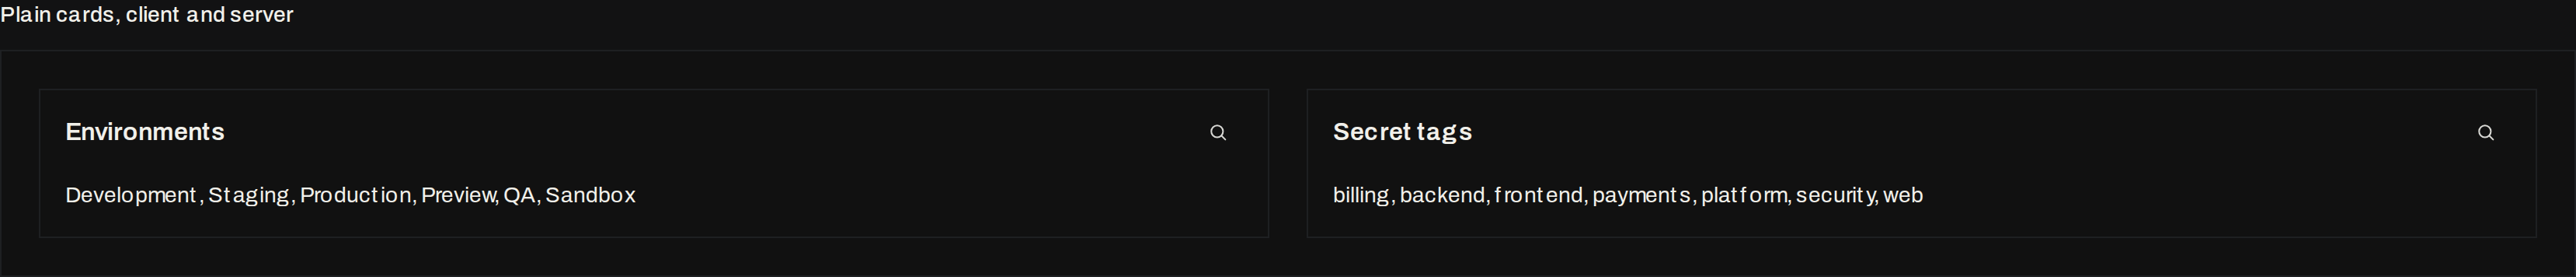 Plain cards, client and server
Environments
Development, Staging, Production, Preview, QA, Sandbox
Secret tags
billing, backend, frontend, payments, platform, security, web